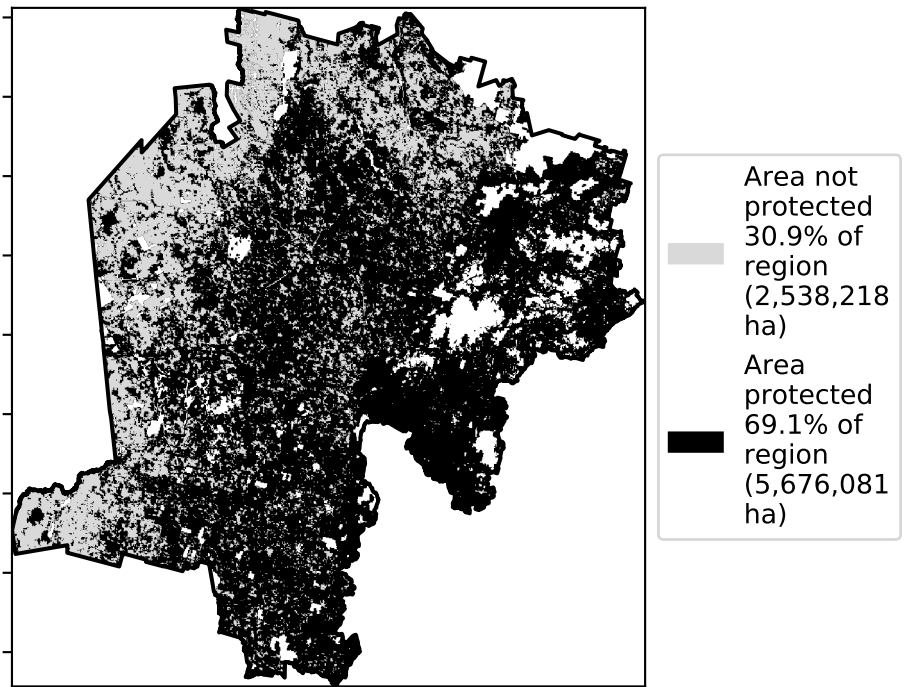 Area not
protected
30.9% of
region
(2,538,218
ha)
Area
protected
69.1% of
region
(5,676,081
ha)